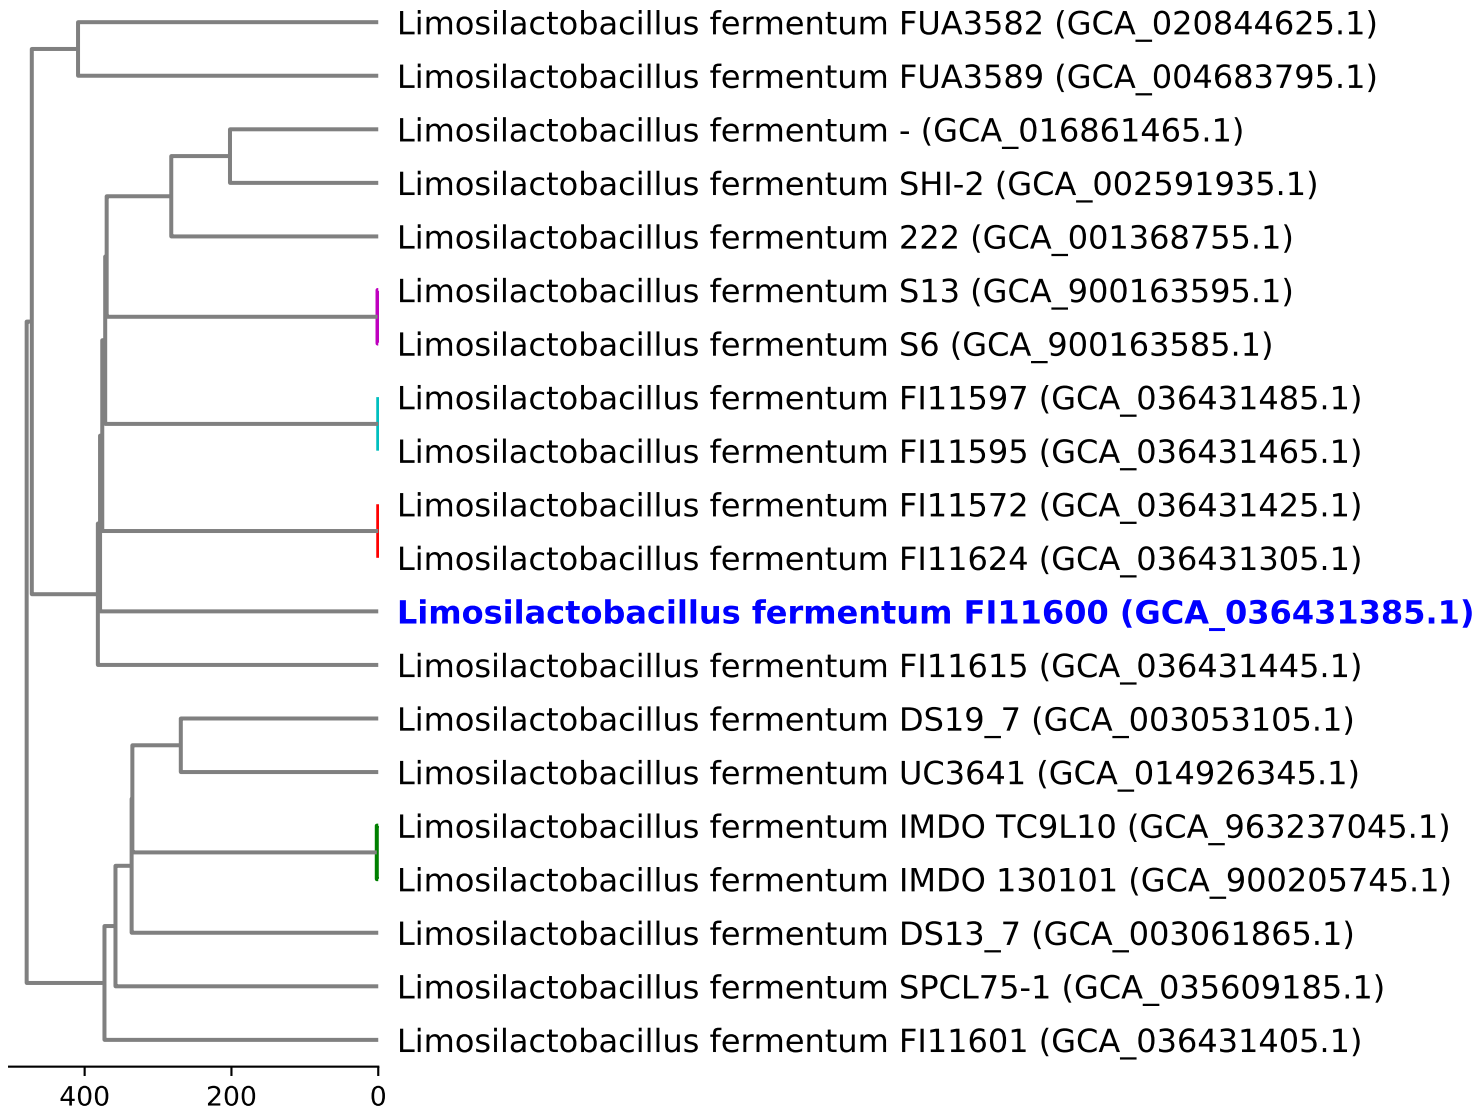 Limosilactobacillus fermentum FUA3582 (GCA_020844625.1)
Limosilactobacillus fermentum FUA3589 (GCA_004683795.1)
Limosilactobacillus fermentum - (GCA_016861465.1)
Limosilactobacillus fermentum SHI-2 (GCA_002591935.1)
Limosilactobacillus fermentum 222 (GCA_001368755.1)
Limosilactobacillus fermentum S13 (GCA_900163595.1)
Limosilactobacillus fermentum S6 (GCA_900163585.1)
Limosilactobacillus fermentum FI11597 (GCA_036431485.1)
Limosilactobacillus fermentum FI11595 (GCA_036431465.1)
Limosilactobacillus fermentum FI11572 (GCA_036431425.1)
Limosilactobacillus fermentum FI11624 (GCA_036431305.1)
Limosilactobacillus fermentum FI11600 (GCA_036431385.1)
Limosilactobacillus fermentum FI11615 (GCA_036431445.1)
Limosilactobacillus fermentum DS19_7 (GCA_003053105.1)
Limosilactobacillus fermentum UC3641 (GCA_014926345.1)
Limosilactobacillus fermentum IMDO TC9L10 (GCA_963237045.1)
Limosilactobacillus fermentum IMDO 130101 (GCA_900205745.1)
Limosilactobacillus fermentum DS13_7 (GCA_003061865.1)
Limosilactobacillus fermentum SPCL75-1 (GCA_035609185.1)
Limosilactobacillus fermentum FI11601 (GCA_036431405.1)
400 200 0